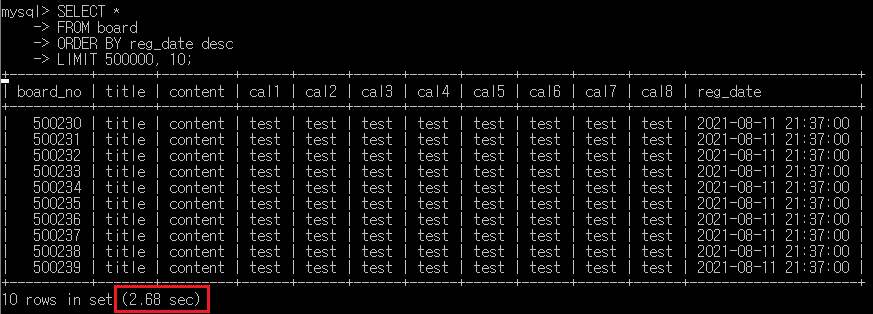 mysql> SELECT *
    -> FROM board
    -> ORDER BY reg_date desc
    -> LIMIT 500000, 10;
+----------+-------+---------+------+------+------+------+------+------+------+------+---------------------+
| board_no | title | content | cal1 | cal2 | cal3 | cal4 | cal5 | cal6 | cal7 | cal8 | reg_date            |
+----------+-------+---------+------+------+------+------+------+------+------+------+---------------------+
|   500230 | title | content | test | test | test | test | test | test | test | test | 2021-08-11 21:37:00 |
|   500231 | title | content | test | test | test | test | test | test | test | test | 2021-08-11 21:37:00 |
|   500232 | title | content | test | test | test | test | test | test | test | test | 2021-08-11 21:37:00 |
|   500233 | title | content | test | test | test | test | test | test | test | test | 2021-08-11 21:37:00 |
|   500234 | title | content | test | test | test | test | test | test | test | test | 2021-08-11 21:37:00 |
|   500235 | title | content | test | test | test | test | test | test | test | test | 2021-08-11 21:37:00 |
|   500236 | title | content | test | test | test | test | test | test | test | test | 2021-08-11 21:37:00 |
|   500237 | title | content | test | test | test | test | test | test | test | test | 2021-08-11 21:37:00 |
|   500238 | title | content | test | test | test | test | test | test | test | test | 2021-08-11 21:37:00 |
|   500239 | title | content | test | test | test | test | test | test | test | test | 2021-08-11 21:37:00 |
+----------+-------+---------+------+------+------+------+------+------+------+------+---------------------+
10 rows in set (2.68 sec)